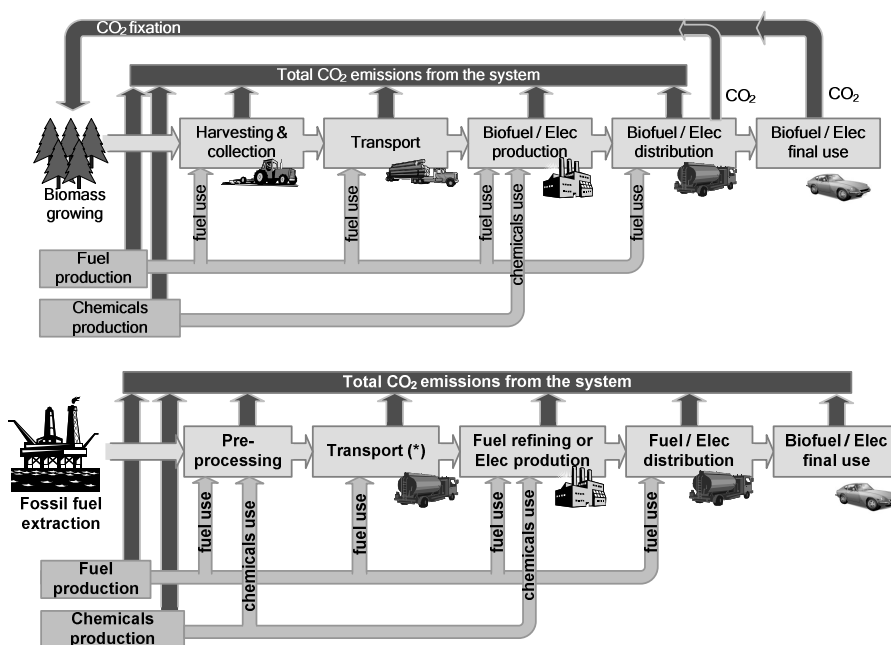 CO2 fixation
Total CO2 emissions from the system
CO2
CO2
Harvesting &
collection
Transport
Biofuel / Elec
production
Biofuel / Elec
distribution
Biofuel / Elec
final use
Biomass
growing
fuel use
fuel use
fuel use
chemicals use
fuel use
Fuel
production
Chemicals
production
Total CO2 emissions from the system
Pre-
processing
Transport (*)
Fuel refining or
Elec prodution
Fuel / Elec
distribution
Biofuel / Elec
final use
Fossil fuel
extraction
fuel use
chemicals use
fuel use
fuel use
chemicals use
fuel use
Fuel
production
Chemicals
production